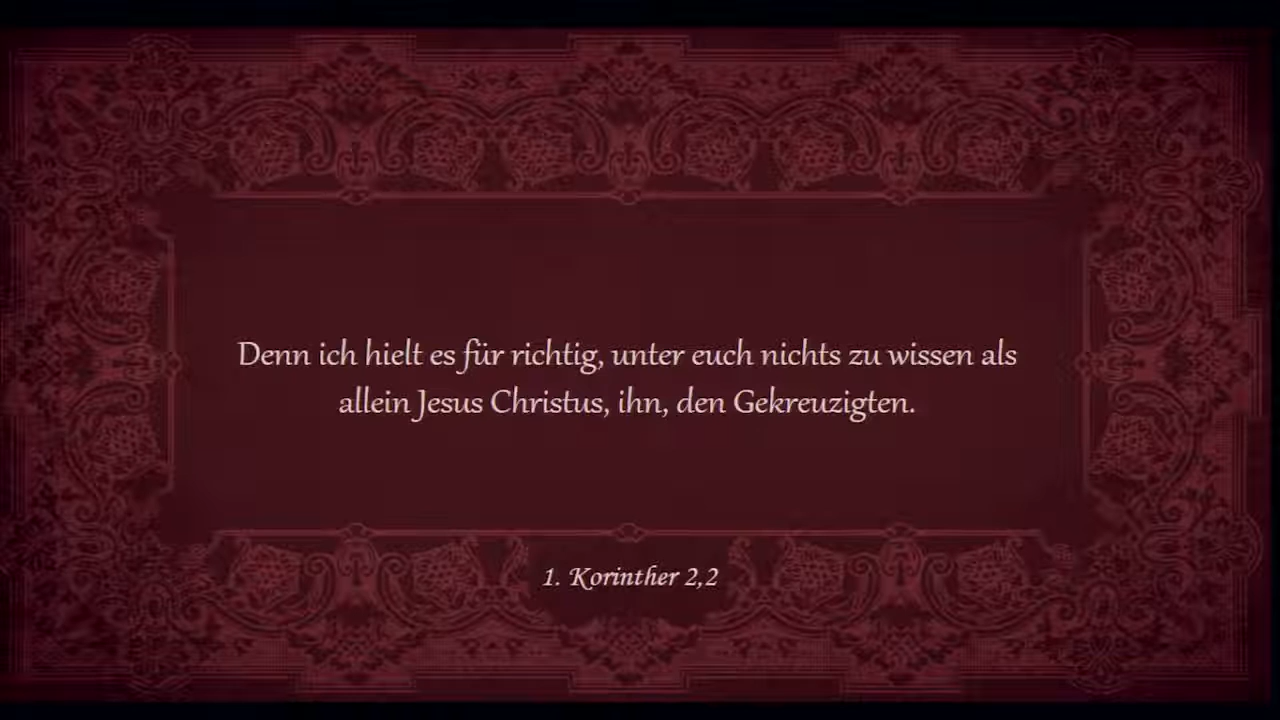 Denn ich hielt es für richtig, unter euch nichts zu wissen als
allein Jesus Christus, ihn, den Gekreuzigten.
1. Korinther 2,2